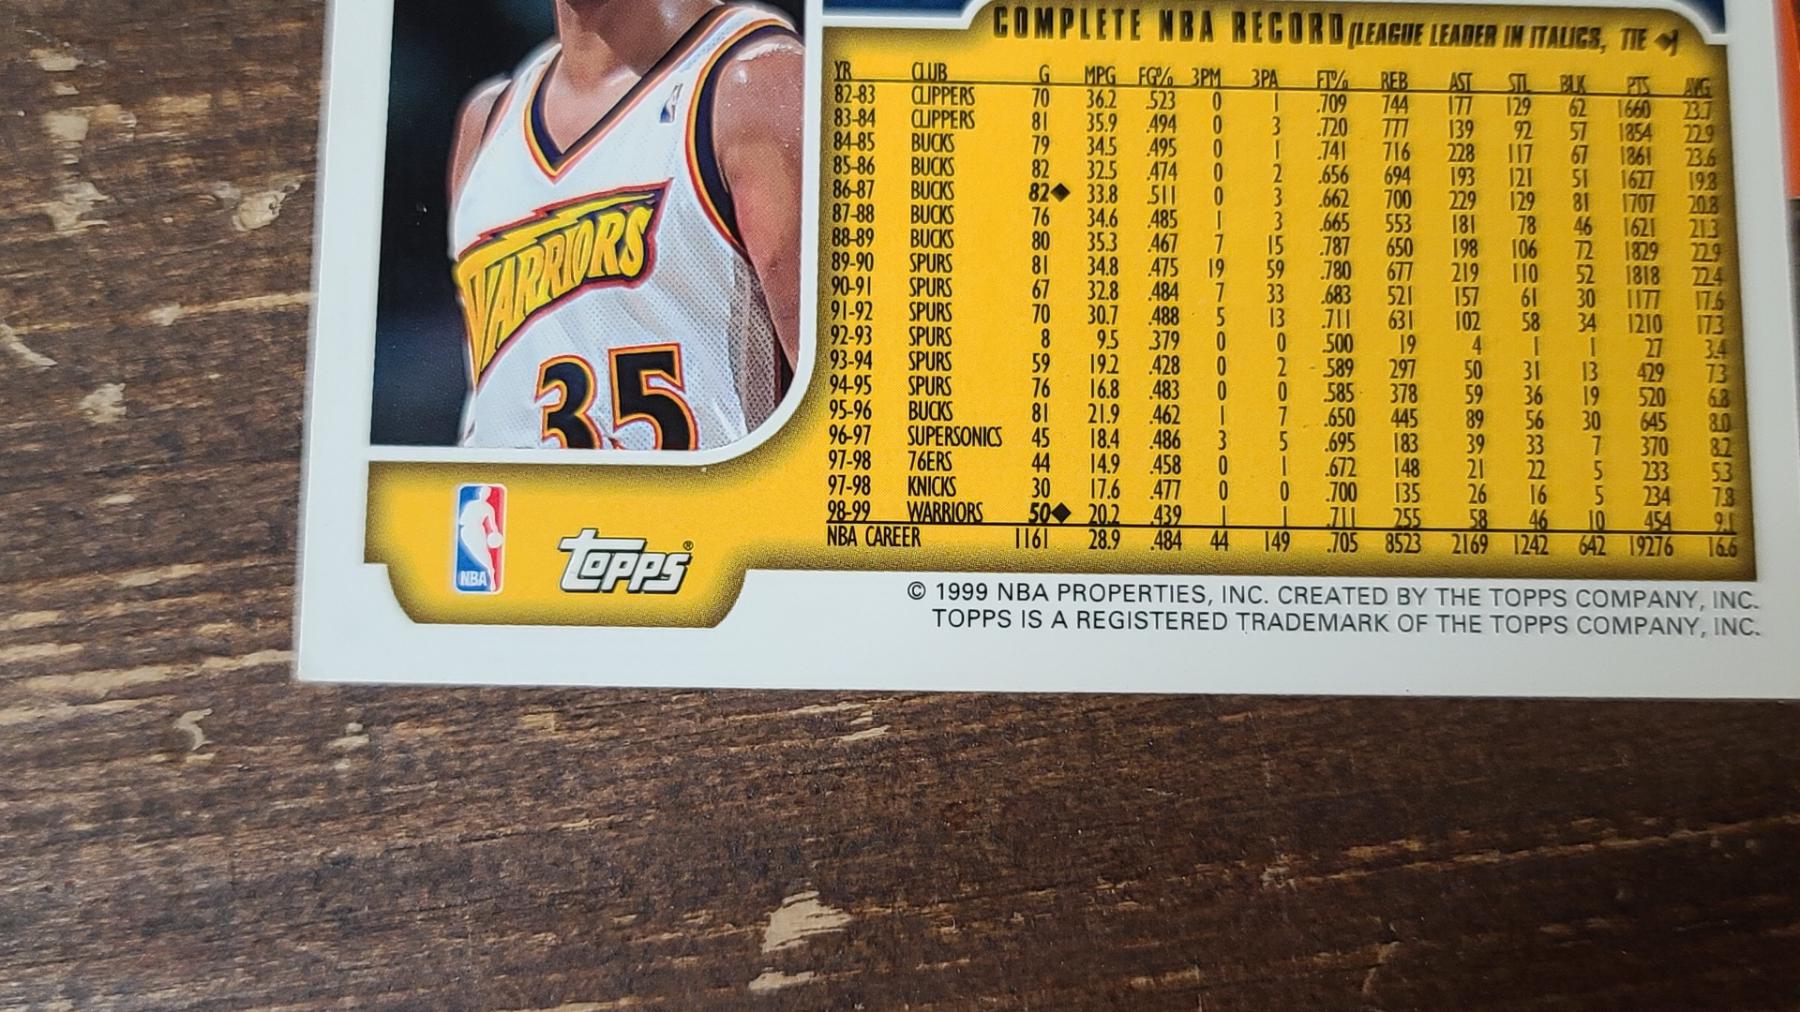 COMPLETE NBA RECORD (LEAGUE LEADER IN ITALICS, TIE ◆)
YR CLUB G MPG FG% 3PM 3PA FT% REB AST STL BLK PTS AVG
82-83 CLIPPERS 70 36.2 .523 0 1 .709 744 177 129 62 1660 23.7
83-84 CLIPPERS 81 35.9 .494 0 3 .720 777 139 92 57 1854 22.9
84-85 BUCKS 79 34.5 .495 0 1 .741 716 228 117 67 1861 23.6
85-86 BUCKS 82 32.5 .474 0 2 .656 694 193 121 51 1627 19.8
86-87 BUCKS 82◆ 33.8 .511 0 3 .662 700 229 129 81 1707 20.8
87-88 BUCKS 76 34.6 .485 1 3 .665 553 181 78 46 1621 21.3
88-89 BUCKS 80 35.3 .467 7 15 .787 650 198 106 72 1829 22.9
89-90 SPURS 81 34.8 .475 19 59 .780 677 219 110 52 1818 22.4
90-91 SPURS 67 32.8 .484 7 33 .683 521 157 61 30 1177 17.6
91-92 SPURS 70 30.7 .488 5 13 .711 631 102 58 34 1210 17.3
92-93 SPURS 8 9.5 .379 0 0 .500 19 4 1 1 27 3.4
93-94 SPURS 59 19.2 .428 0 2 .589 297 50 31 13 429 7.3
94-95 SPURS 76 16.8 .483 0 0 .585 378 59 36 19 520 6.8
95-96 BUCKS 81 21.9 .462 1 7 .650 445 89 56 30 645 8.0
96-97 SUPERSONICS 45 18.4 .486 3 5 .695 183 39 33 7 370 8.2
97-98 76ERS 44 14.9 .458 0 1 .672 148 21 22 5 233 5.3
97-98 KNICKS 30 17.6 .477 0 0 .700 135 26 16 5 234 7.8
98-99 WARRIORS 50◆ 20.2 .439 1 1 .711 255 58 46 10 454 9.1
NBA CAREER 1161 28.9 .484 44 149 .705 8523 2169 1242 642 19276 16.6
WARRIORS
35
NBA
TOPPS®
© 1999 NBA PROPERTIES, INC. CREATED BY THE TOPPS COMPANY, INC.
TOPPS IS A REGISTERED TRADEMARK OF THE TOPPS COMPANY, INC.